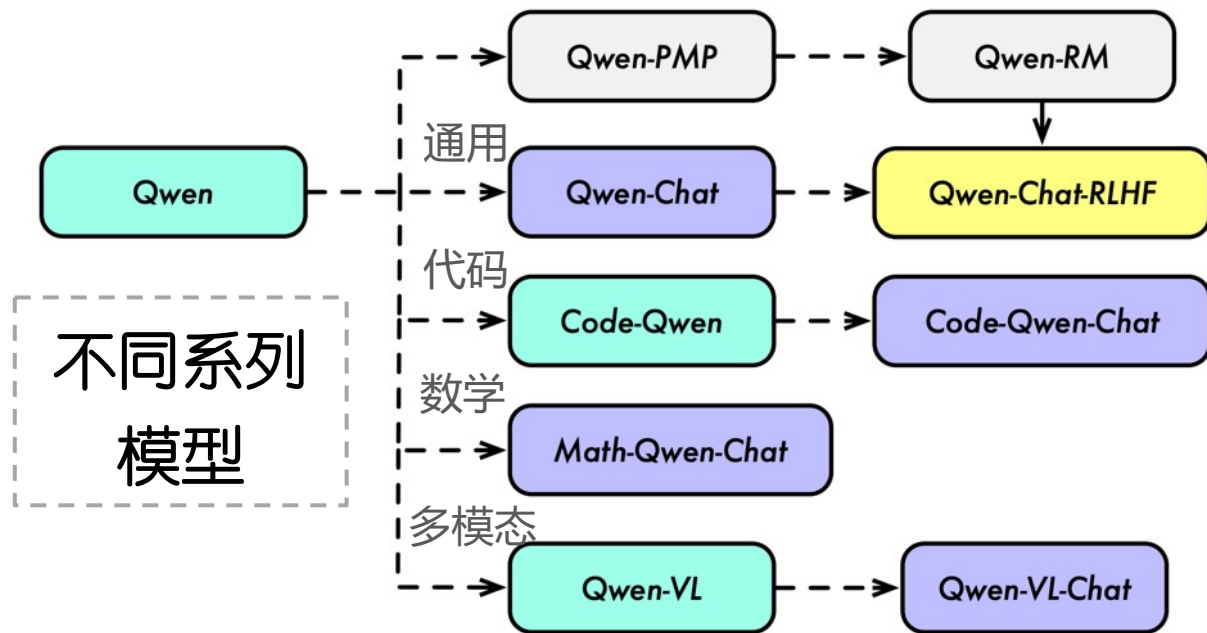 Qwen-PMP
Qwen-RM
通用
Qwen
Qwen-Chat
Qwen-Chat-RLHF
代码
Code-Qwen
Code-Qwen-Chat
不同系列
模型
数学
Math-Qwen-Chat
多模态
Qwen-VL
Qwen-VL-Chat